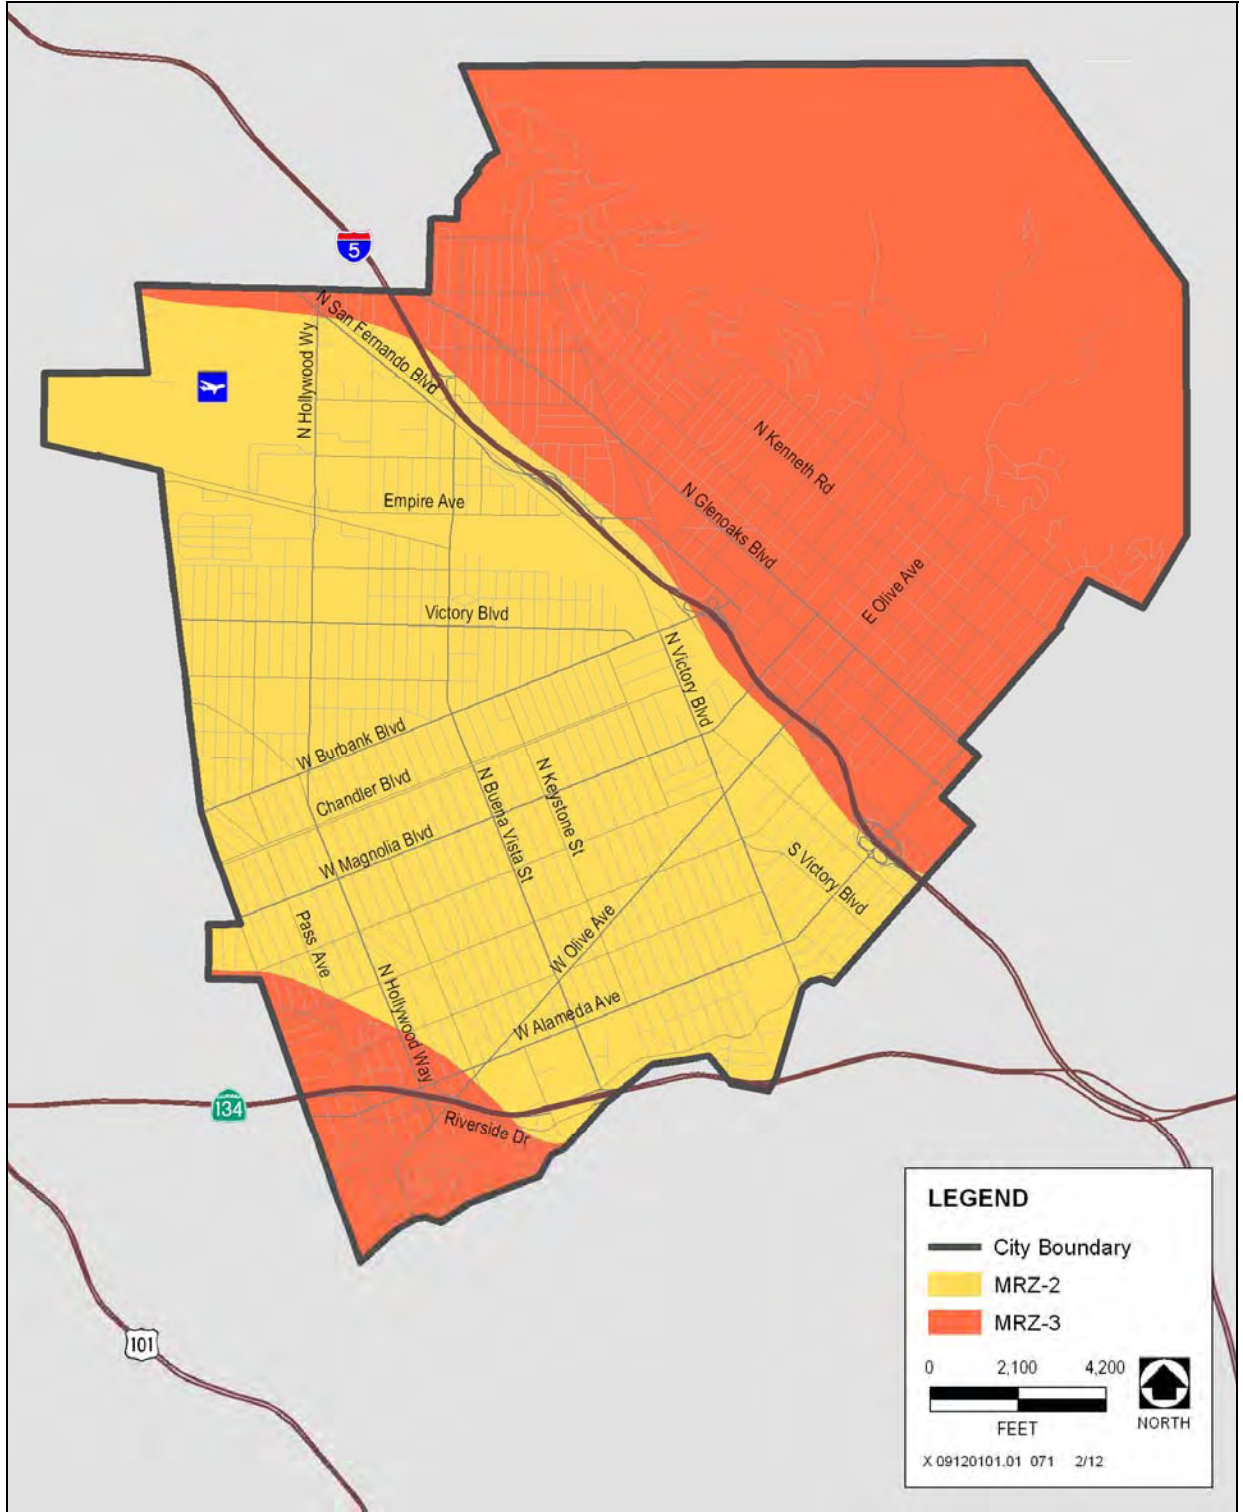 5
N San Fernando Blvd
N Hollywood Wy
N Kenneth Rd
Empire Ave
N Glenoaks Blvd
E Olive Ave
Victory Blvd
N Victory Blvd
W Burbank Blvd
Chandler Blvd
N Buena Vista St
N Keystone St
W Magnolia Blvd
S Victory Blvd
Pass Ave
W Olive Ave
N Hollywood Way
W Alameda Ave
134
Riverside Dr
101
LEGEND
City Boundary
MRZ-2
MRZ-3
0 2,100 4,200
FEET
NORTH
X 09120101.01 071 2/12